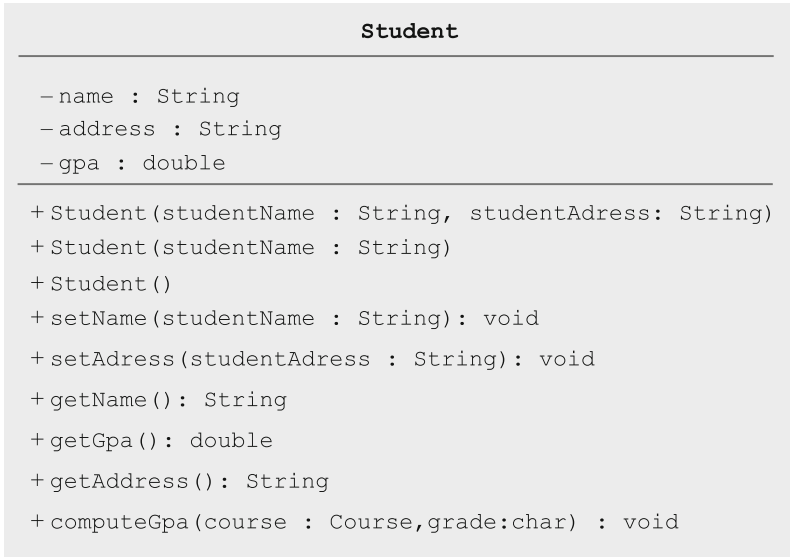 Student
– name : String
– address : String
– gpa : double
+ Student(studentName : String, studentAdress: String)
+ Student(studentName : String)
+ Student()
+ setName(studentName : String): void
+ setAdress(studentAdress : String): void
+ getName(): String
+ getGpa(): double
+ getAddress(): String
+ computeGpa(course : Course,grade:char) : void